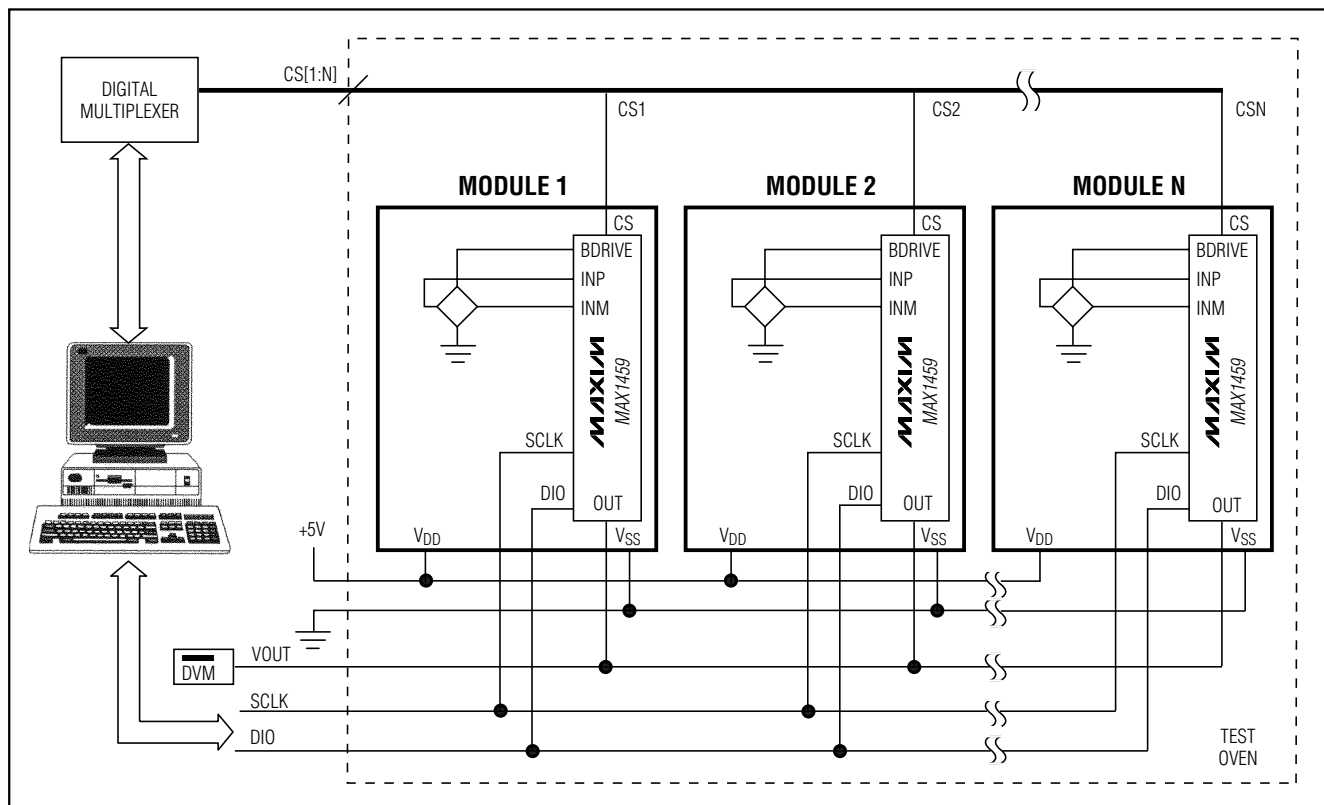 DIGITAL
MULTIPLEXER
CS[1:N]
CS1
CS2
CSN
MODULE 1
MODULE 2
MODULE N
CS
BDRIVE
INP
INM
MAXIM
MAX1459
SCLK
DIO
OUT
VDD
VSS
CS
BDRIVE
INP
INM
MAXIM
MAX1459
SCLK
DIO
OUT
VDD
VSS
CS
BDRIVE
INP
INM
MAXIM
MAX1459
SCLK
DIO
OUT
VDD
VSS
+5V
DVM
VOUT
SCLK
DIO
TEST
OVEN